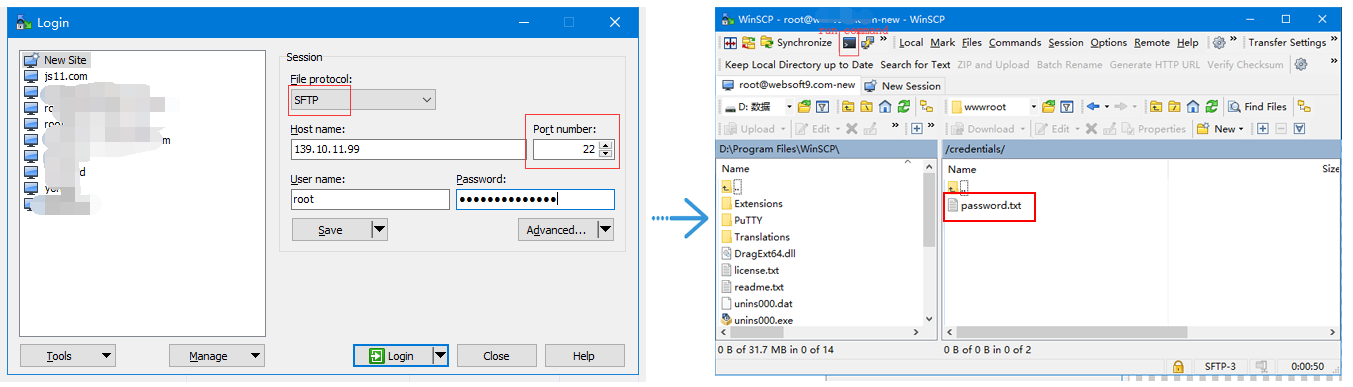 Login
New Site
js11.com
Session
File protocol:
SFTP
Host name:
Port number:
139.10.11.99
22
User name:
Password:
root
Save
Advanced...
Tools
Manage
Login
Close
Help
WinSCP - root@ com-new - WinSCP
Synchronize
Local Mark Files Commands Session Options Remote Help
Transfer Settings
Keep Local Directory up to Date Search for Text ZIP and Upload Batch Rename Generate HTTP URL Verify Checksum
root@websoft9.com-new
New Session
D: 数据
wwwroot
Find Files
Upload
Edit
Download
Edit
Properties
New
D:\Program Files\WinSCP\
/credentials/
Name
Name
Size
..
..
Extensions
password.txt
PuTTY
Translations
DragExt64.dll
license.txt
readme.txt
unins000.dat
unins000.exe
0 B of 31.7 MB in 0 of 14
0 B of 0 B in 0 of 2
SFTP-3
0:00:50